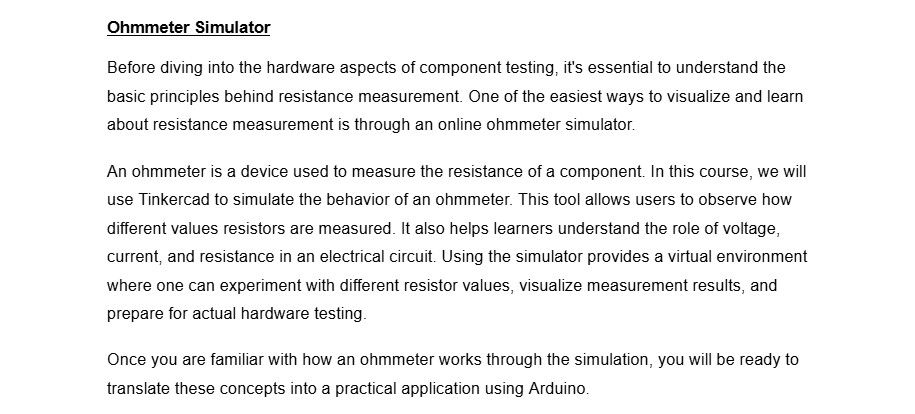 Ohmmeter Simulator
Before diving into the hardware aspects of component testing, it's essential to understand the
basic principles behind resistance measurement. One of the easiest ways to visualize and learn
about resistance measurement is through an online ohmmeter simulator.
An ohmmeter is a device used to measure the resistance of a component. In this course, we will
use Tinkercad to simulate the behavior of an ohmmeter. This tool allows users to observe how
different values resistors are measured. It also helps learners understand the role of voltage,
current, and resistance in an electrical circuit. Using the simulator provides a virtual environment
where one can experiment with different resistor values, visualize measurement results, and
prepare for actual hardware testing.
Once you are familiar with how an ohmmeter works through the simulation, you will be ready to
translate these concepts into a practical application using Arduino.